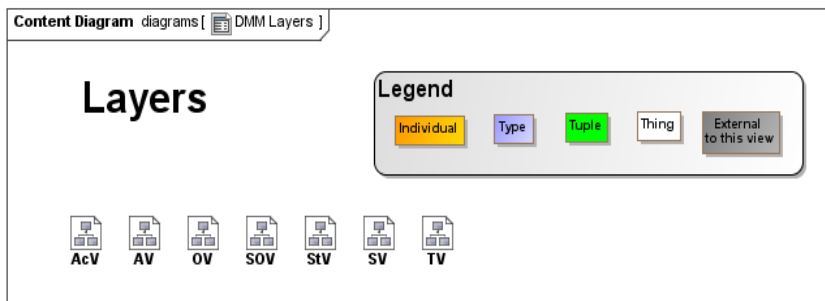 Content Diagram diagrams [ DMM Layers ]
Layers
Legend
Individual
Type
Tuple
Thing
External
to this view
AcV AV OV SOV StV SV TV